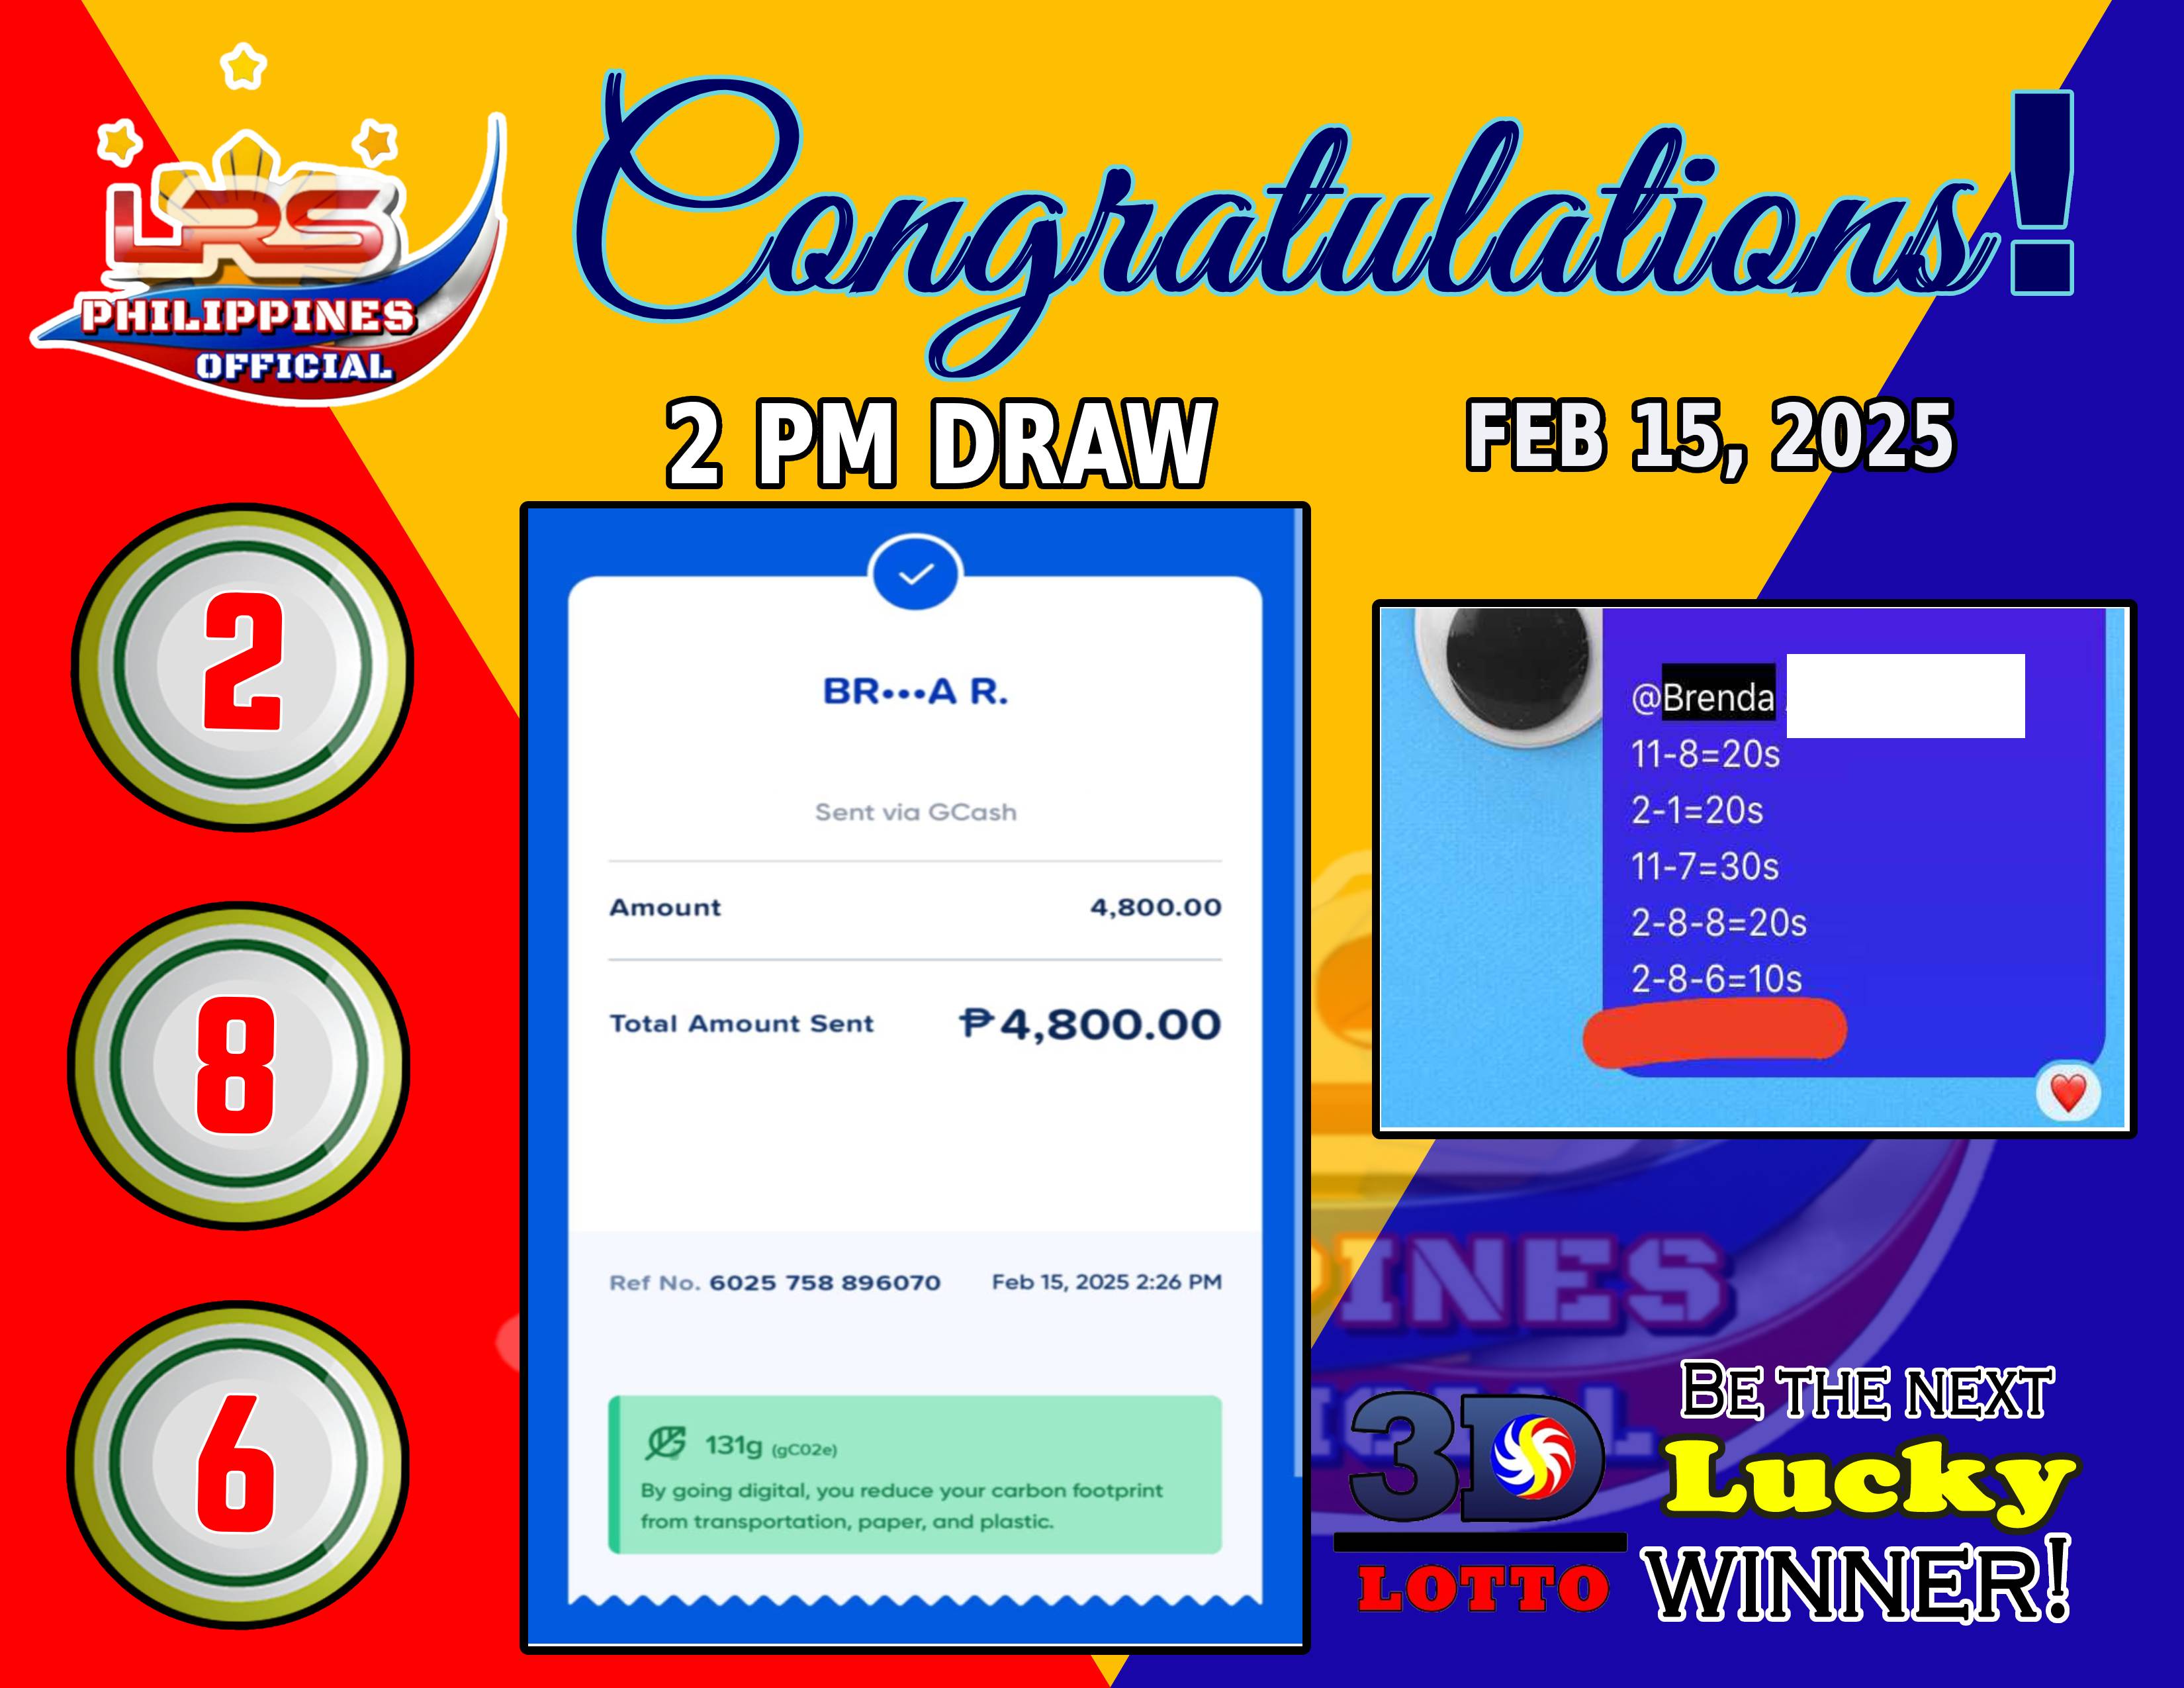 LRS
PHILIPPINES
OFFICIAL
Congratulations!
2 PM DRAW
FEB 15, 2025
2
8
6
BR•••A R.
Sent via GCash
Amount 4,800.00
Total Amount Sent ₱4,800.00
Ref No. 6025 758 896070 Feb 15, 2025 2:26 PM
131g (gCO2e)
By going digital, you reduce your carbon footprint
from transportation, paper, and plastic.
@Brenda
11-8=20s
2-1=20s
11-7=30s
2-8-8=20s
2-8-6=10s
PINES
3D
LOTTO
BE THE NEXT
Lucky
WINNER!